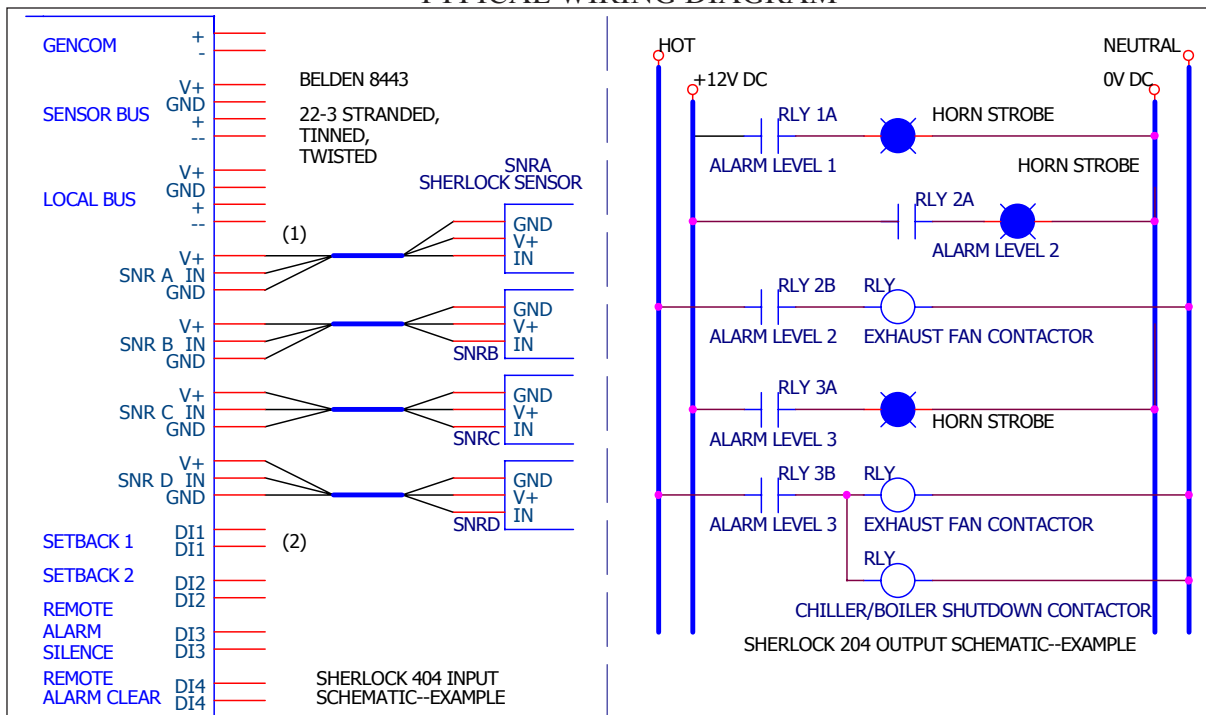 TYPICAL WIRING DIAGRAM
GENCOM
+
-
SENSOR BUS
V+
GND
+
--
BELDEN 8443
22-3 STRANDED,
TINNED,
TWISTED
LOCAL BUS
V+
GND
+
--
(1)
SNR A
V+
IN
GND
SNRA
SHERLOCK SENSOR
GND
V+
IN
SNR B
V+
IN
GND
SNRB
GND
V+
IN
SNR C
V+
IN
GND
SNRC
GND
V+
IN
SNR D
V+
IN
GND
SNRD
GND
V+
IN
SETBACK 1
DI1
DI1
(2)
SETBACK 2
DI2
DI2
REMOTE
ALARM
SILENCE
DI3
DI3
REMOTE
ALARM CLEAR
DI4
DI4
SHERLOCK 404 INPUT
SCHEMATIC--EXAMPLE
HOT
NEUTRAL
+12V DC
0V DC
RLY 1A
HORN STROBE
ALARM LEVEL 1
HORN STROBE
RLY 2A
ALARM LEVEL 2
RLY 2B
RLY
ALARM LEVEL 2
EXHAUST FAN CONTACTOR
RLY 3A
HORN STROBE
ALARM LEVEL 3
RLY 3B
RLY
ALARM LEVEL 3
EXHAUST FAN CONTACTOR
RLY
CHILLER/BOILER SHUTDOWN CONTACTOR
SHERLOCK 204 OUTPUT SCHEMATIC--EXAMPLE